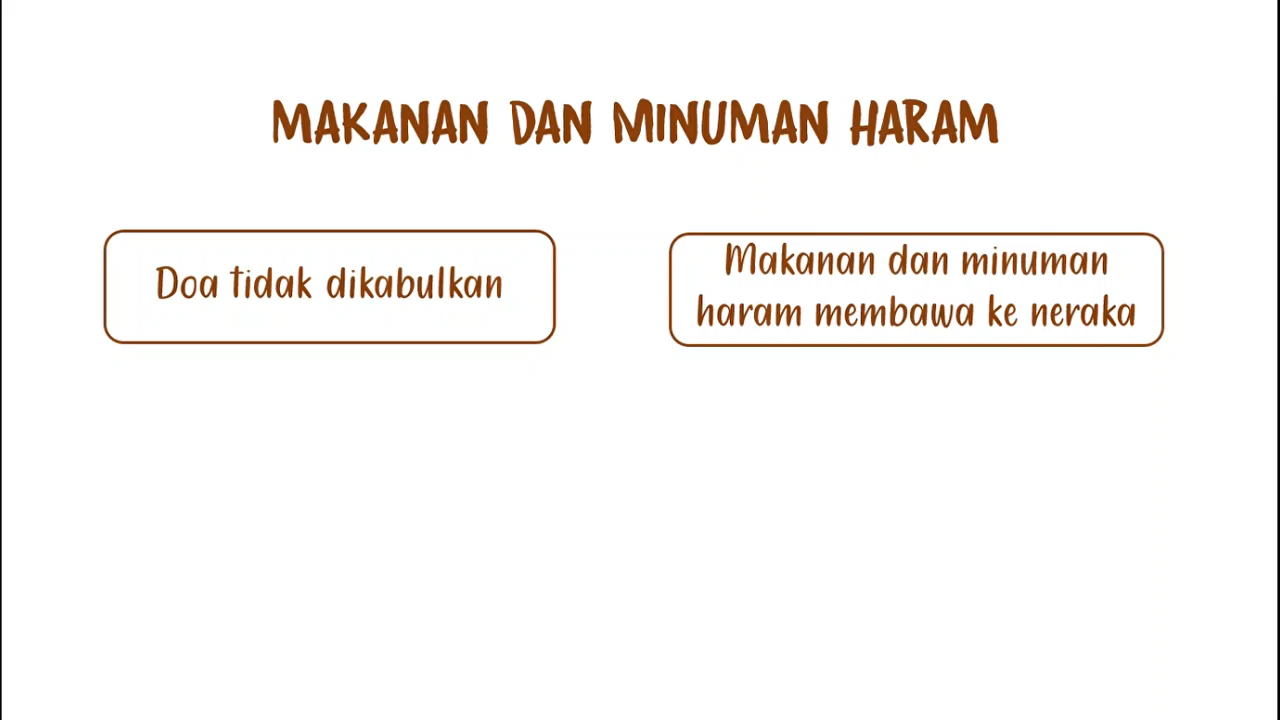 MAKANAN DAN MINUMAN HARAM
Doa tidak dikabulkan
Makanan dan minuman
haram membawa ke neraka